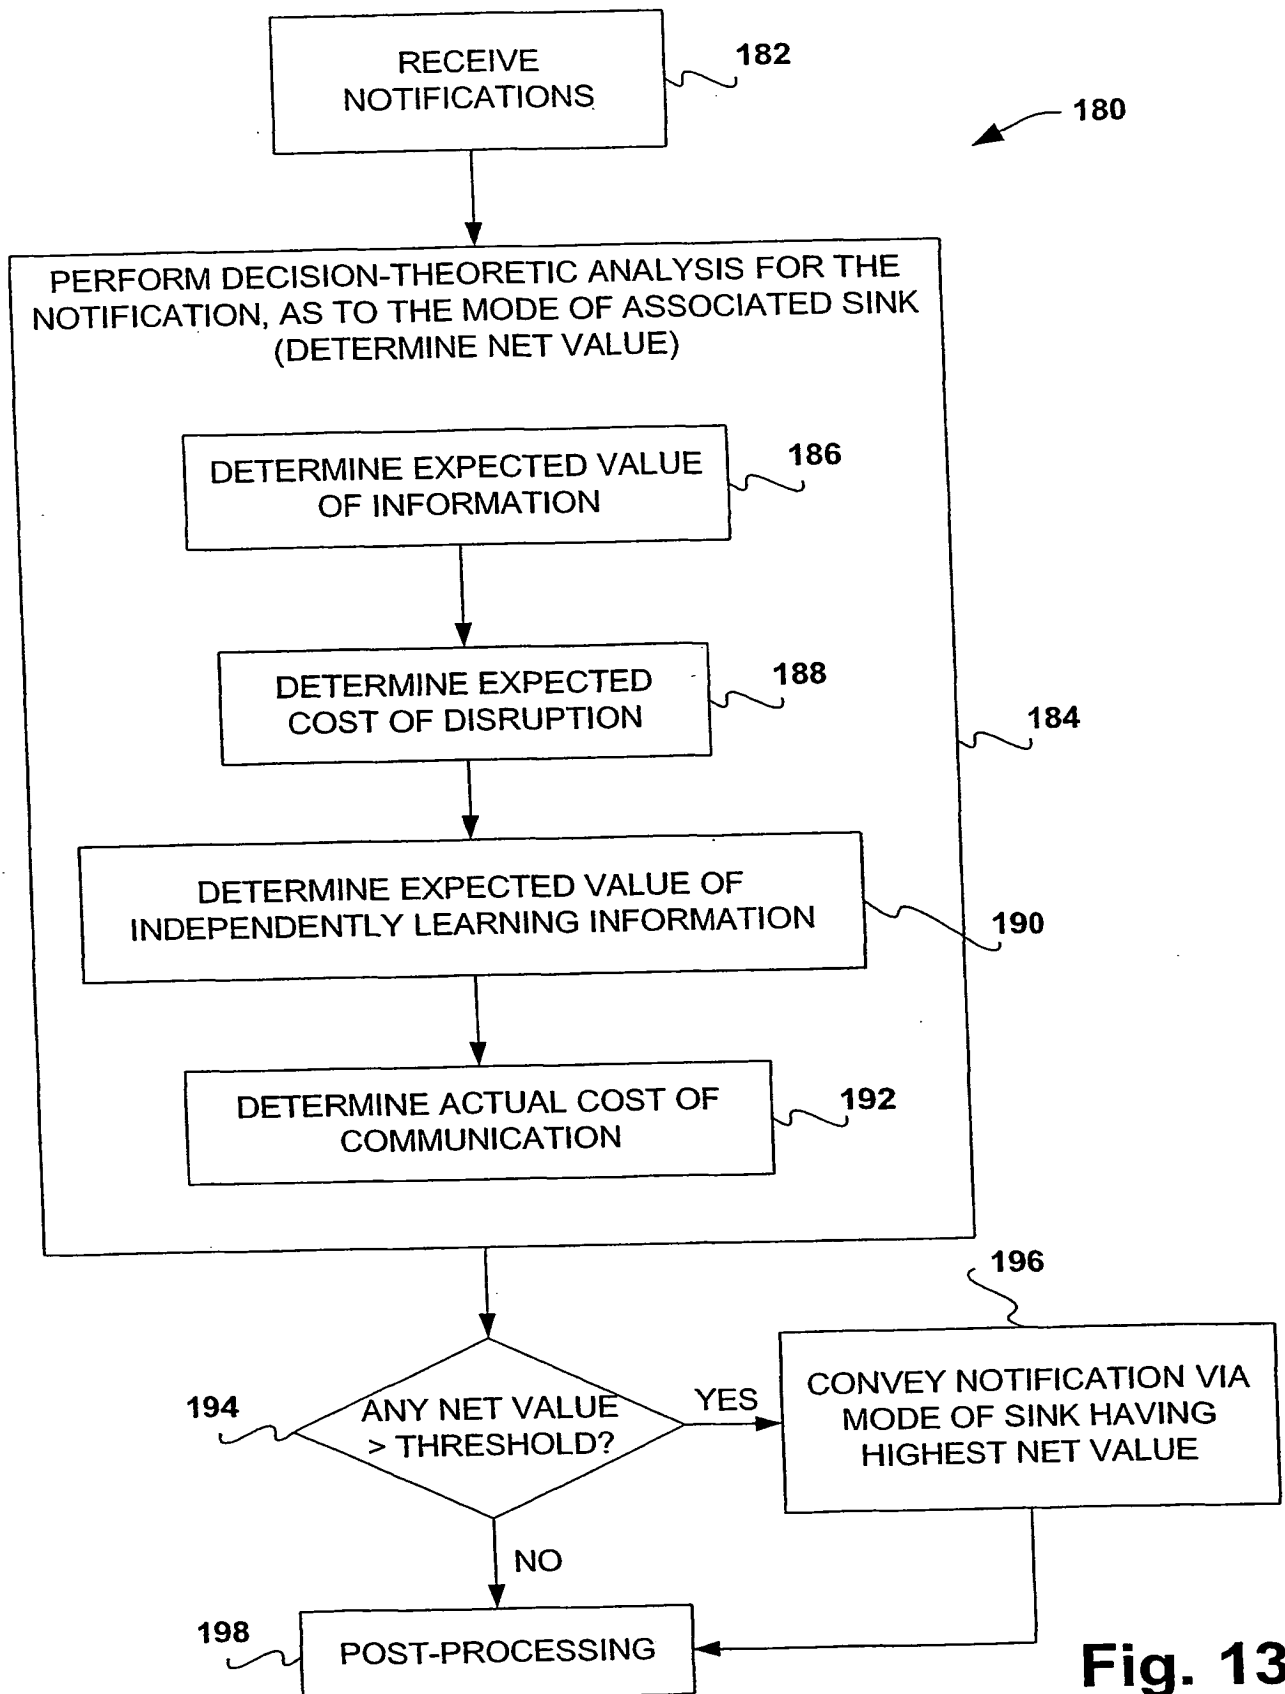 RECEIVE
NOTIFICATIONS
182
180
PERFORM DECISION-THEORETIC ANALYSIS FOR THE
NOTIFICATION, AS TO THE MODE OF ASSOCIATED SINK
(DETERMINE NET VALUE)
DETERMINE EXPECTED VALUE
OF INFORMATION
186
DETERMINE EXPECTED
COST OF DISRUPTION
188
184
DETERMINE EXPECTED VALUE OF
INDEPENDENTLY LEARNING INFORMATION
190
DETERMINE ACTUAL COST OF
COMMUNICATION
192
196
194
ANY NET VALUE
> THRESHOLD?
YES
CONVEY NOTIFICATION VIA
MODE OF SINK HAVING
HIGHEST NET VALUE
NO
198
POST-PROCESSING
Fig. 13